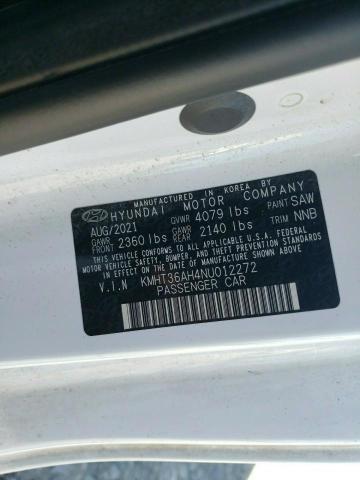 MANUFACTURED IN KOREA BY
HYUNDAI MOTOR COMPANY
AUG/2021 GVWR 4079 lbs PAINT SAW
GAWR FRONT 2360 lbs GAWR REAR 2140 lbs TRIM NNB
THIS VEHICLE CONFORMS TO ALL APPLICABLE U.S.A. FEDERAL
MOTOR VEHICLE SAFETY, BUMPER, AND THEFT PREVENTION
STANDARDS IN EFFECT ON THE DATE OF MANUFACTURE SHOWN ABOVE.
V.I.N KMHT36AH4NU012272
PASSENGER CAR